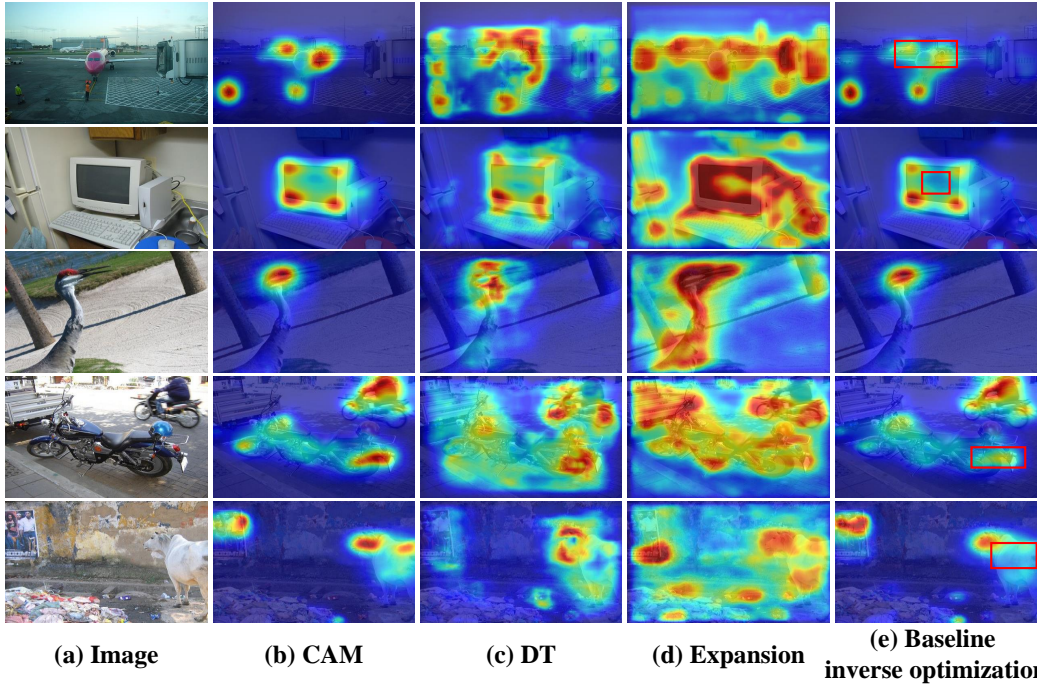 (a) Image
(b) CAM
(c) DT
(d) Expansion
(e) Baseline
inverse optimization